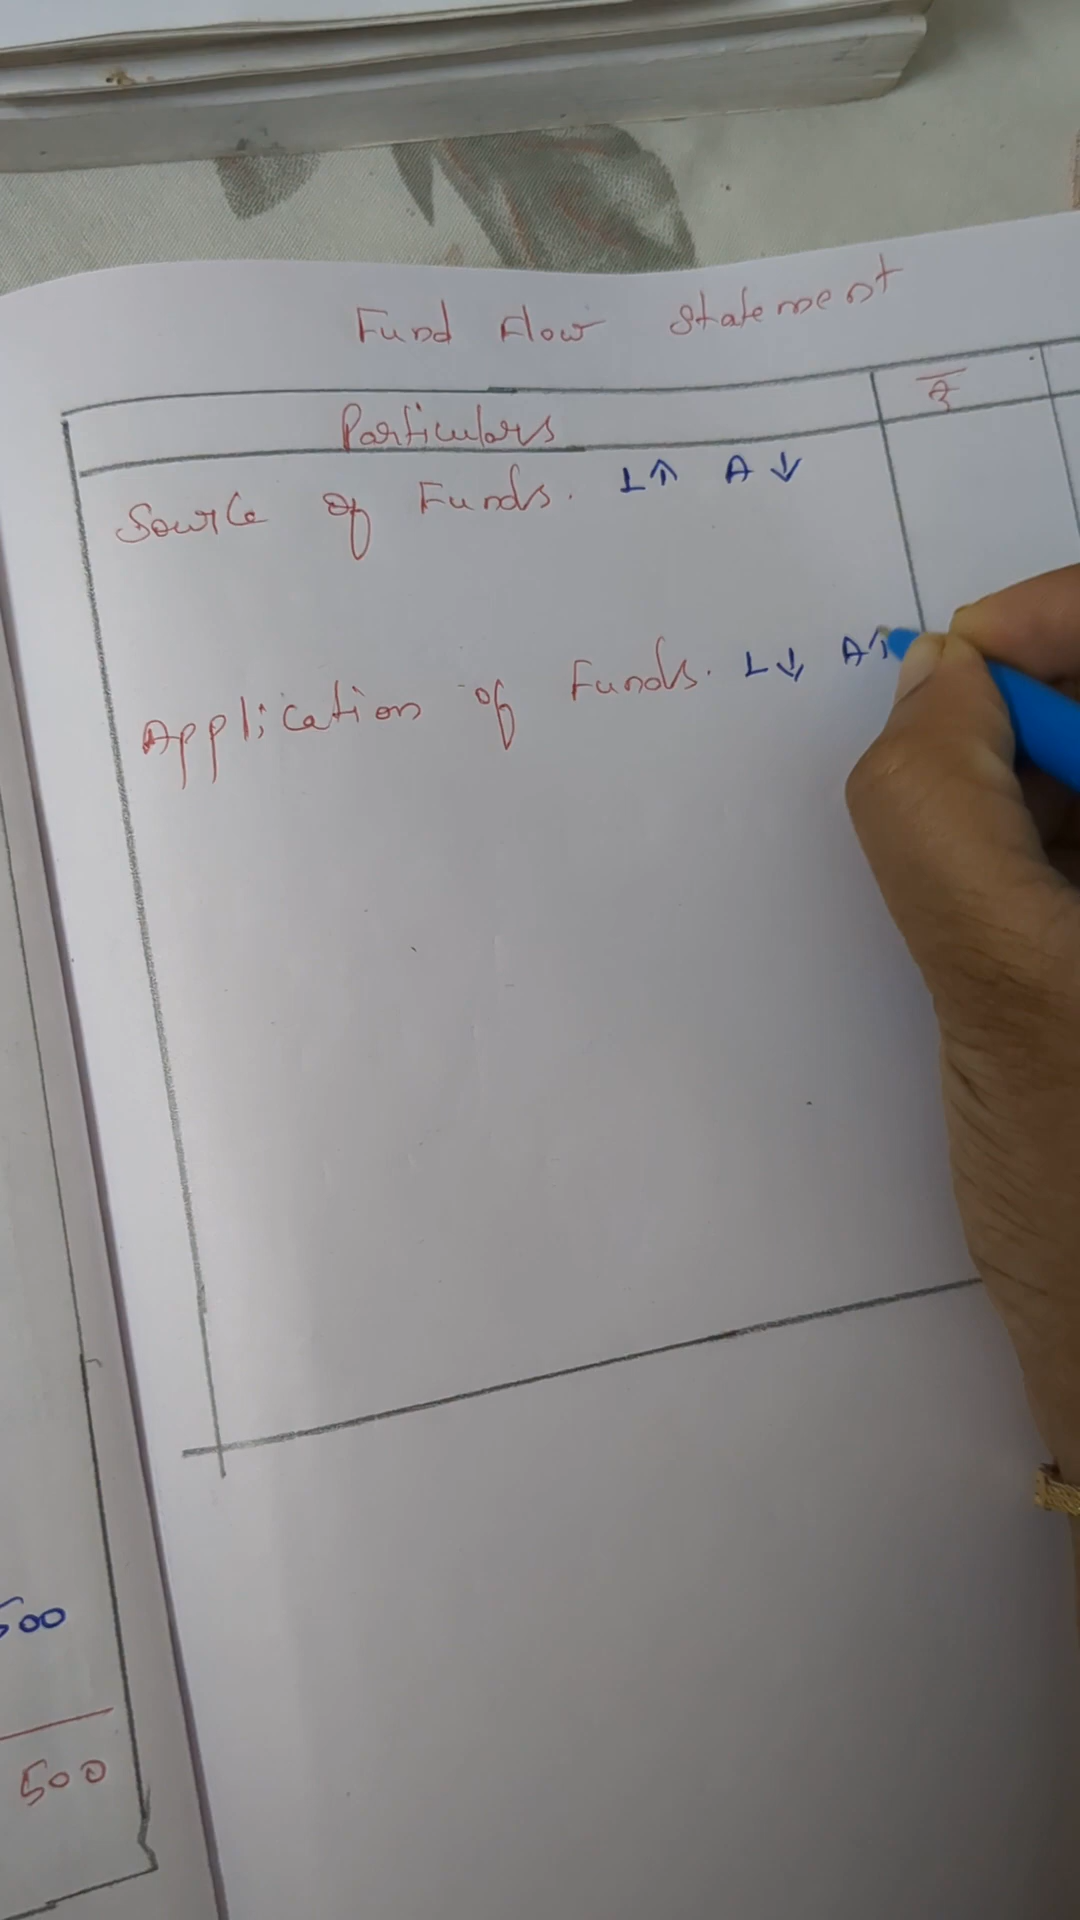 Fund Flow Statement
Particulars ₹
Source of Funds. L↑ A↓
Application of Funds. L↓ A↑
500
500